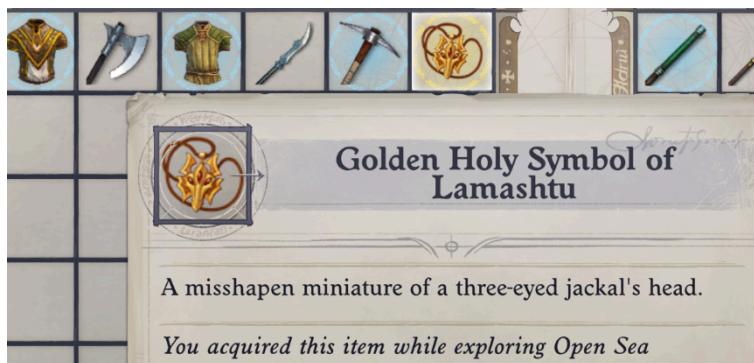 Golden Holy Symbol of
Lamashtu
A misshapen miniature of a three-eyed jackal's head.
You acquired this item while exploring Open Sea